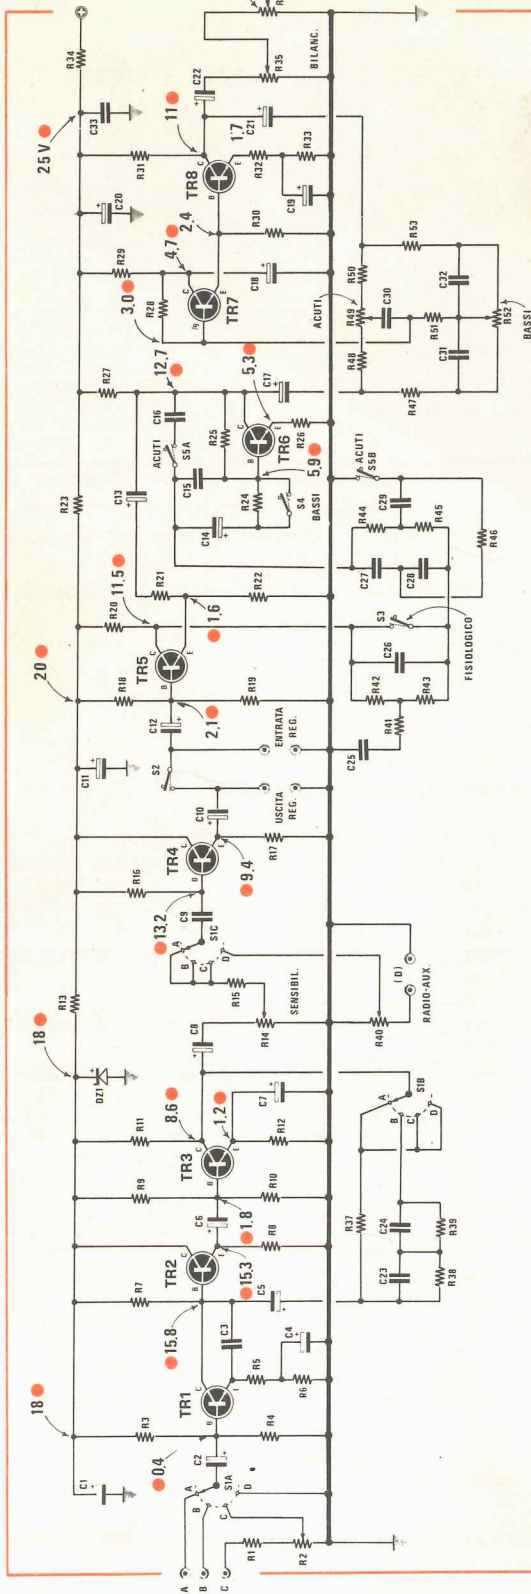 18
18
20
25 V
C1
R3
R7
R9
R11
DZ1
R13
R16
C11
R18
R20
R23
R27
R29
C20
R31
C33
R34
TR1
TR2
TR3
TR4
TR5
TR6
TR7
TR8
0,4
15,8
15,3
1,8
8,6
1,2
13,2
9,4
2,1
11,5
1,6
12,7
5,3
5,9
3,0
4,7
2,4
11
1,7
A
B
C
R1
R2
S1A
A
B
C
D
C2
R4
R5
R6
C3
C4
C5
R8
C6
R10
R12
C7
C8
R14
SENSIBIL.
R15
S1C
A
B
C
D
C9
R17
C10
S2
C12
USCITA
REG.
ENTRATA
REG.
R19
R21
R22
C13
C14
C15
R24
S4
BASSI
ACUTI
S5A
C16
R25
R26
C17
R28
C18
R30
R32
C19
R33
C21
C22
R35
BILANC.
R37
C23
C24
R38
R39
S1B
A
B
C
D
R40
(D)
RADIO-AUX.
C25
R41
R42
R43
C26
S3
FISIOLOGICO
C27
C28
R44
R45
C29
S5B
ACUTI
R46
R47
R48
R49
ACUTI
R50
C30
R51
C31
C32
R52
BASSI
R53